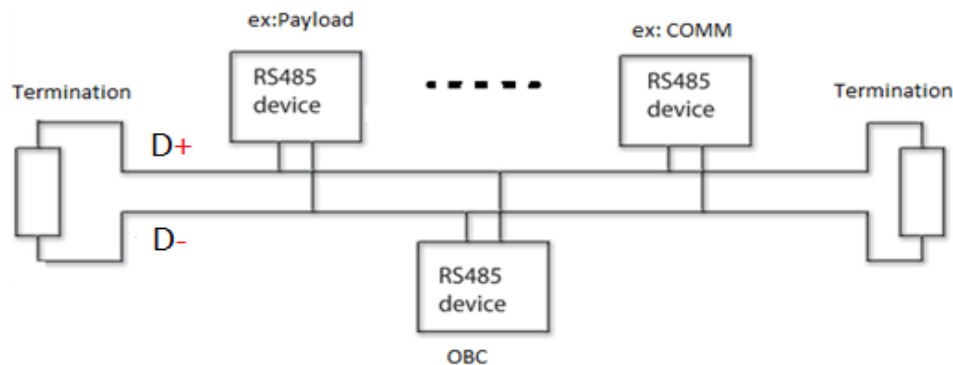 ex:Payload
ex: COMM
RS485
device
RS485
device
Termination
Termination
D+
D-
RS485
device
OBC